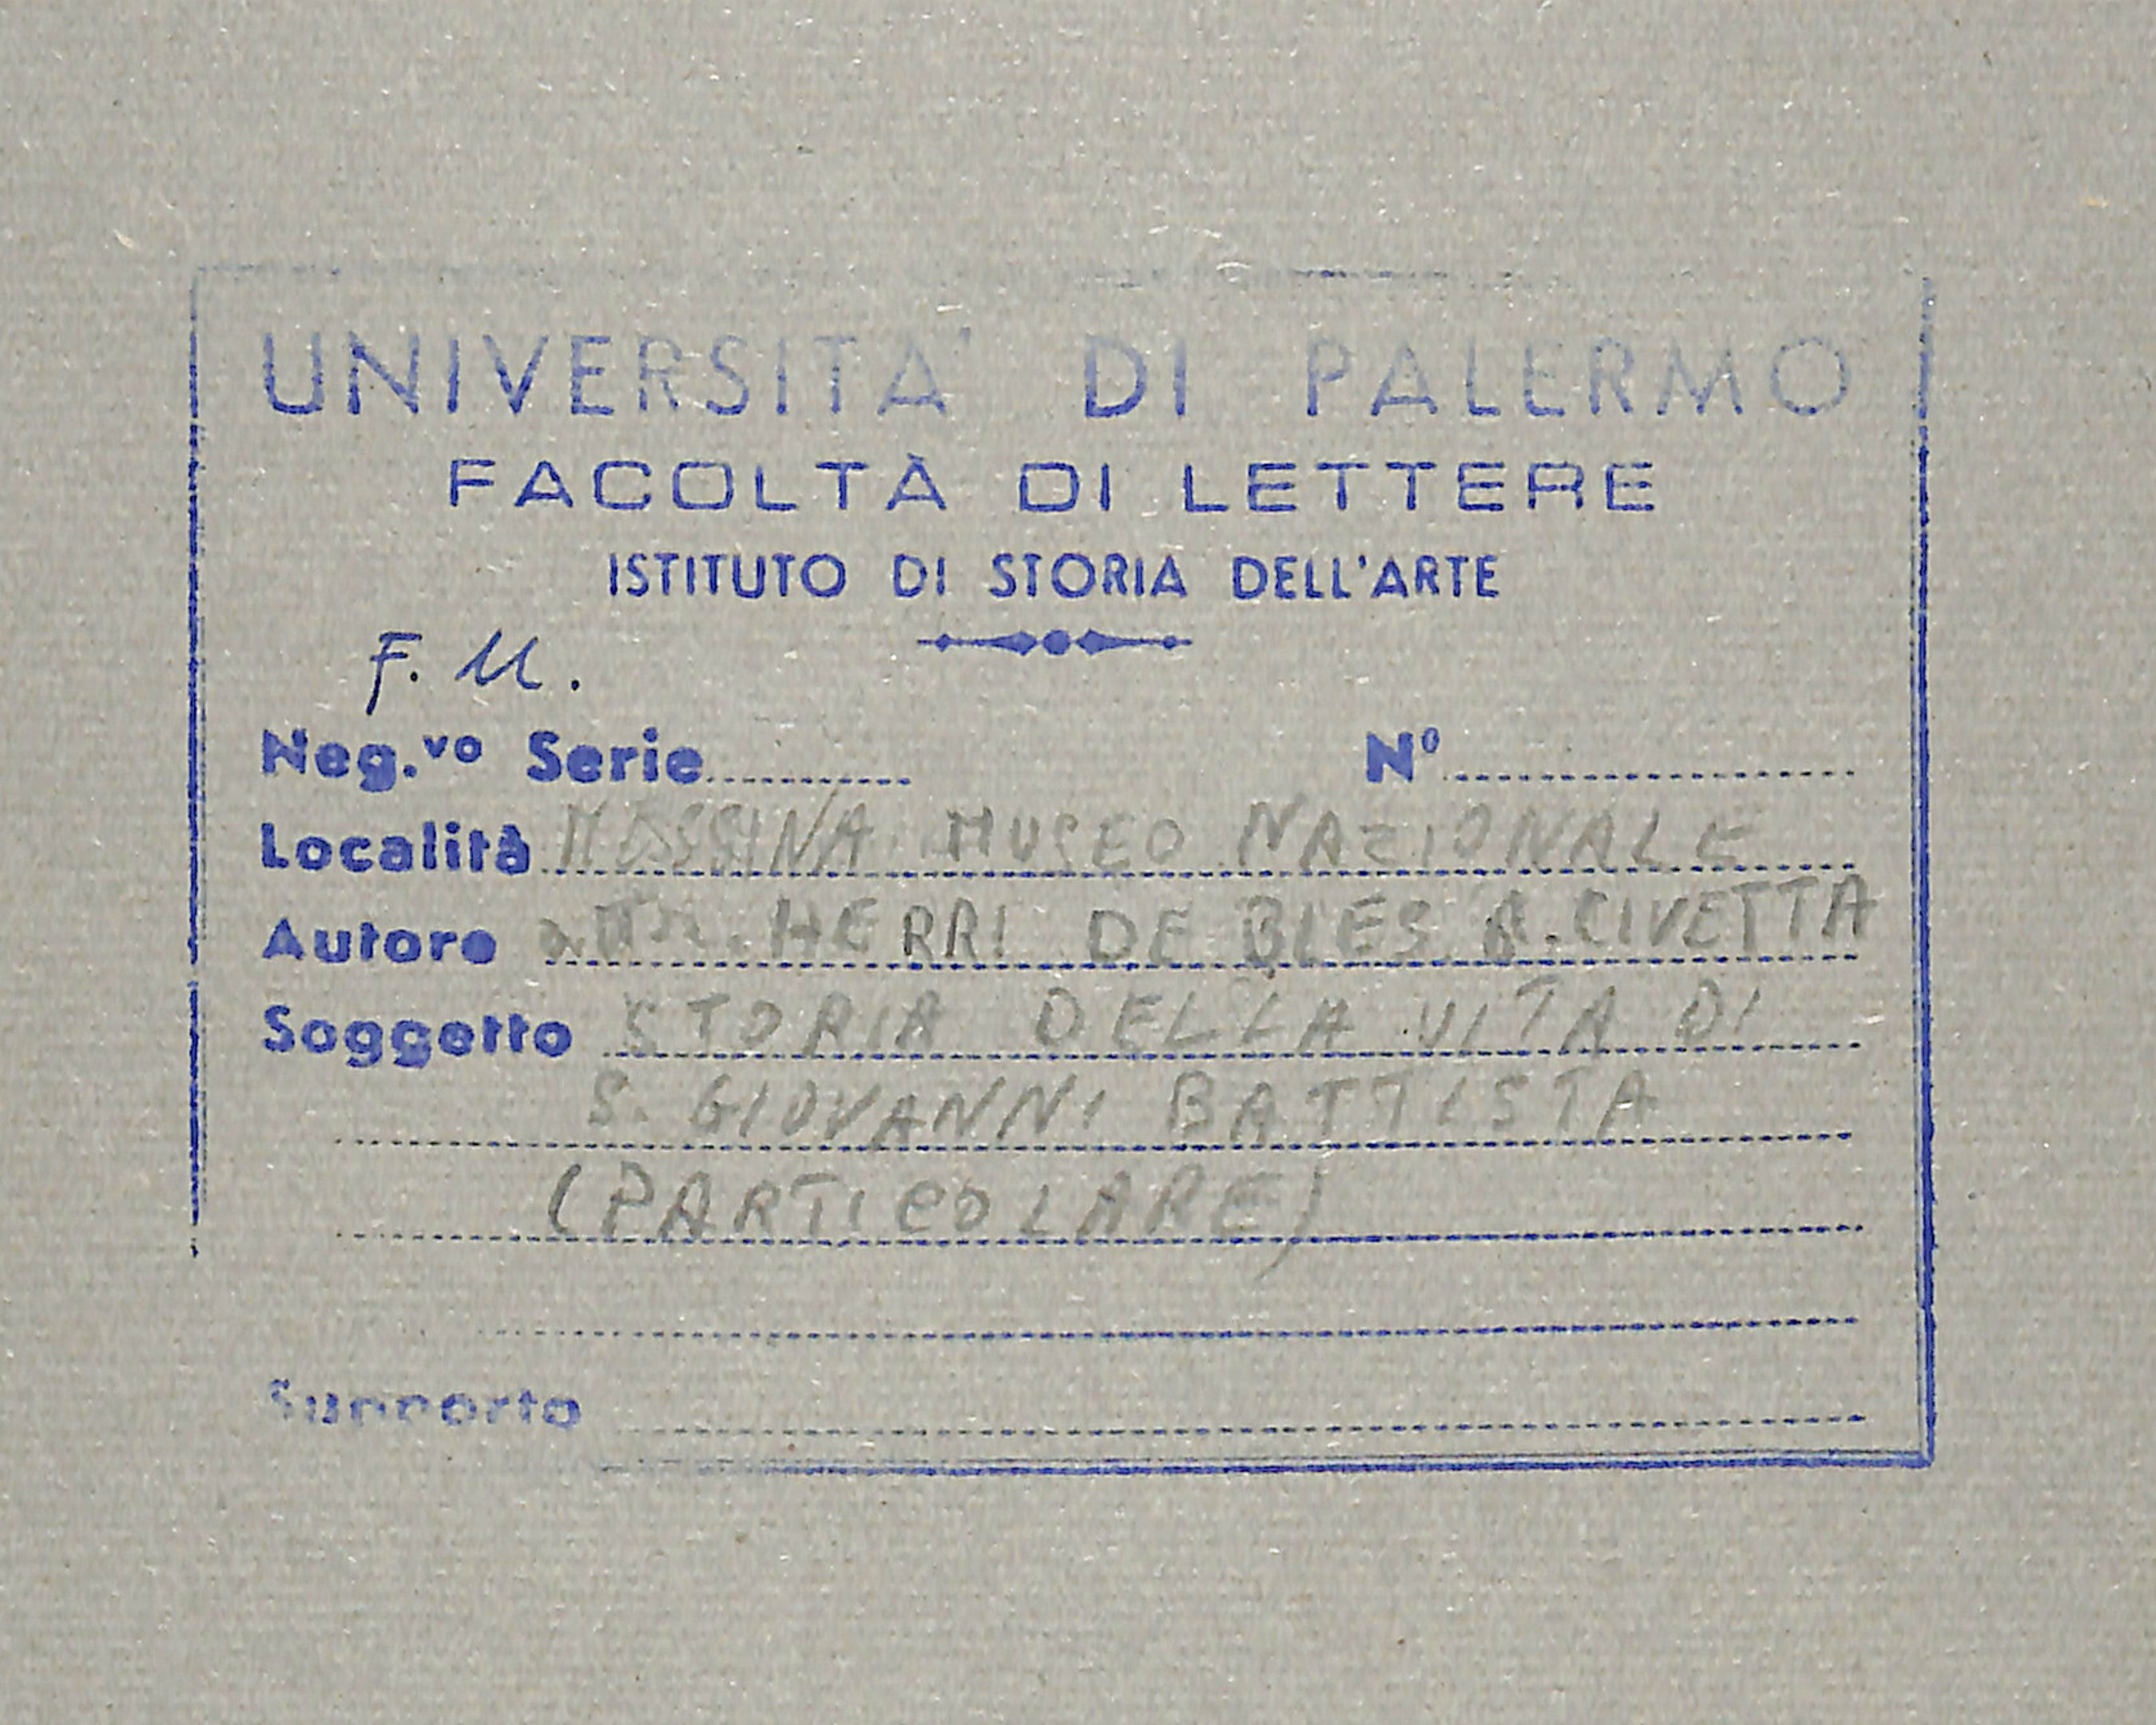 UNIVERSITA' DI PALERMO
FACOLTÀ DI LETTERE
ISTITUTO DI STORIA DELL'ARTE
F. M.
Neg.vo Serie.......... N°..........
Località MESSINA MUSEO NAZIONALE
Autore HERRI DE BLES CIVETTA
Soggetto STORIA DELLA VITA DI
S. GIOVANNI BATTISTA
(PARTICOLARE)
Supporto